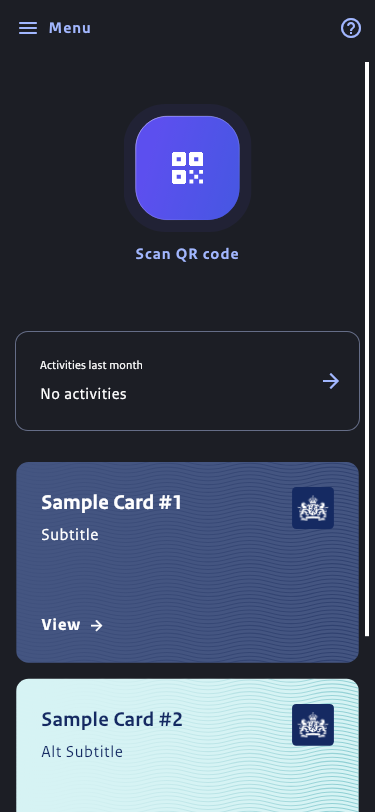 Menu
Scan QR code
Activities last month
No activities
Sample Card #1
Subtitle
View
Sample Card #2
Alt Subtitle